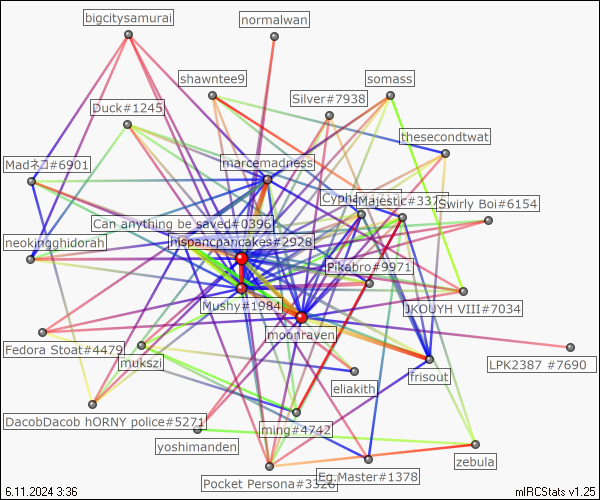 bigcitysamurai
normalwan
shawntee9
somass
Duck#1245
Silver#7938
thesecondtwat
Madネコ#6901
marcemadness
Majestic#337
Swirly Boi#6154
Can anything be saved#0396
neokingghidorah
hispancpancakes#2928
Pikabro#9971
Mushy#1984
JKOUYH VIII#7034
moonraven
Fedora Stoat#4479
mukszi
LPK2387 #7690
frisout
eliakith
DacobDacob hORNY police#5271
ming#4742
yoshimanden
zebula
Eg.Master#1378
Pocket Persona#3326
6.11.2024 3:36
mIRCStats v1.25